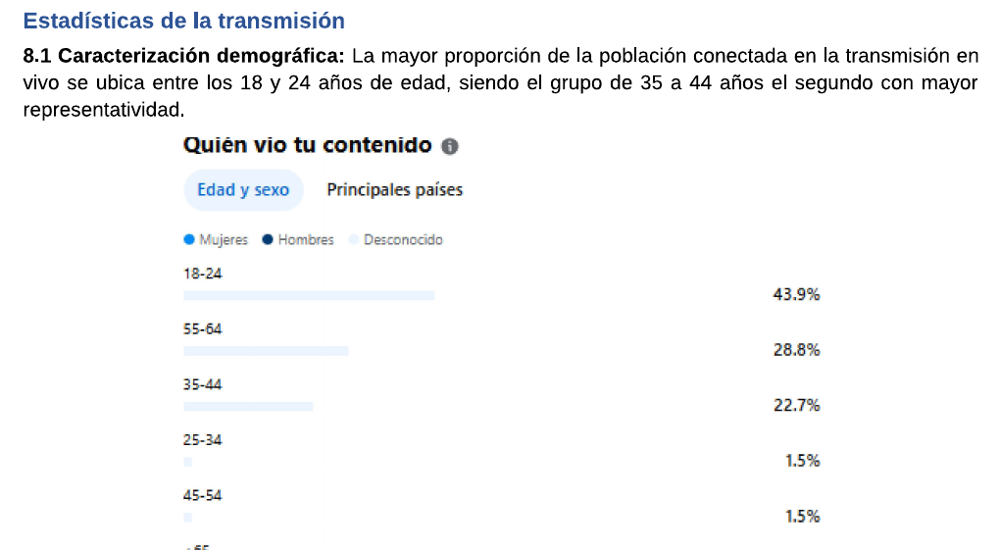 Estadísticas de la transmisión
8.1 Caracterización demográfica: La mayor proporción de la población conectada en la transmisión en
vivo se ubica entre los 18 y 24 años de edad, siendo el grupo de 35 a 44 años el segundo con mayor
representatividad.
Quién vio tu contenido
Edad y sexo Principales países
Mujeres Hombres Desconocido
18-24
43.9%
55-64
28.8%
35-44
22.7%
25-34
1.5%
45-54
1.5%